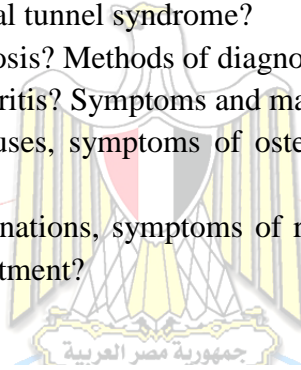 al tunnel syndrome?
osis? Methods of diagno
ritis? Symptoms and ma
uses, symptoms of oste
nations, symptoms of r
tment?
جمهورية مصر العربية